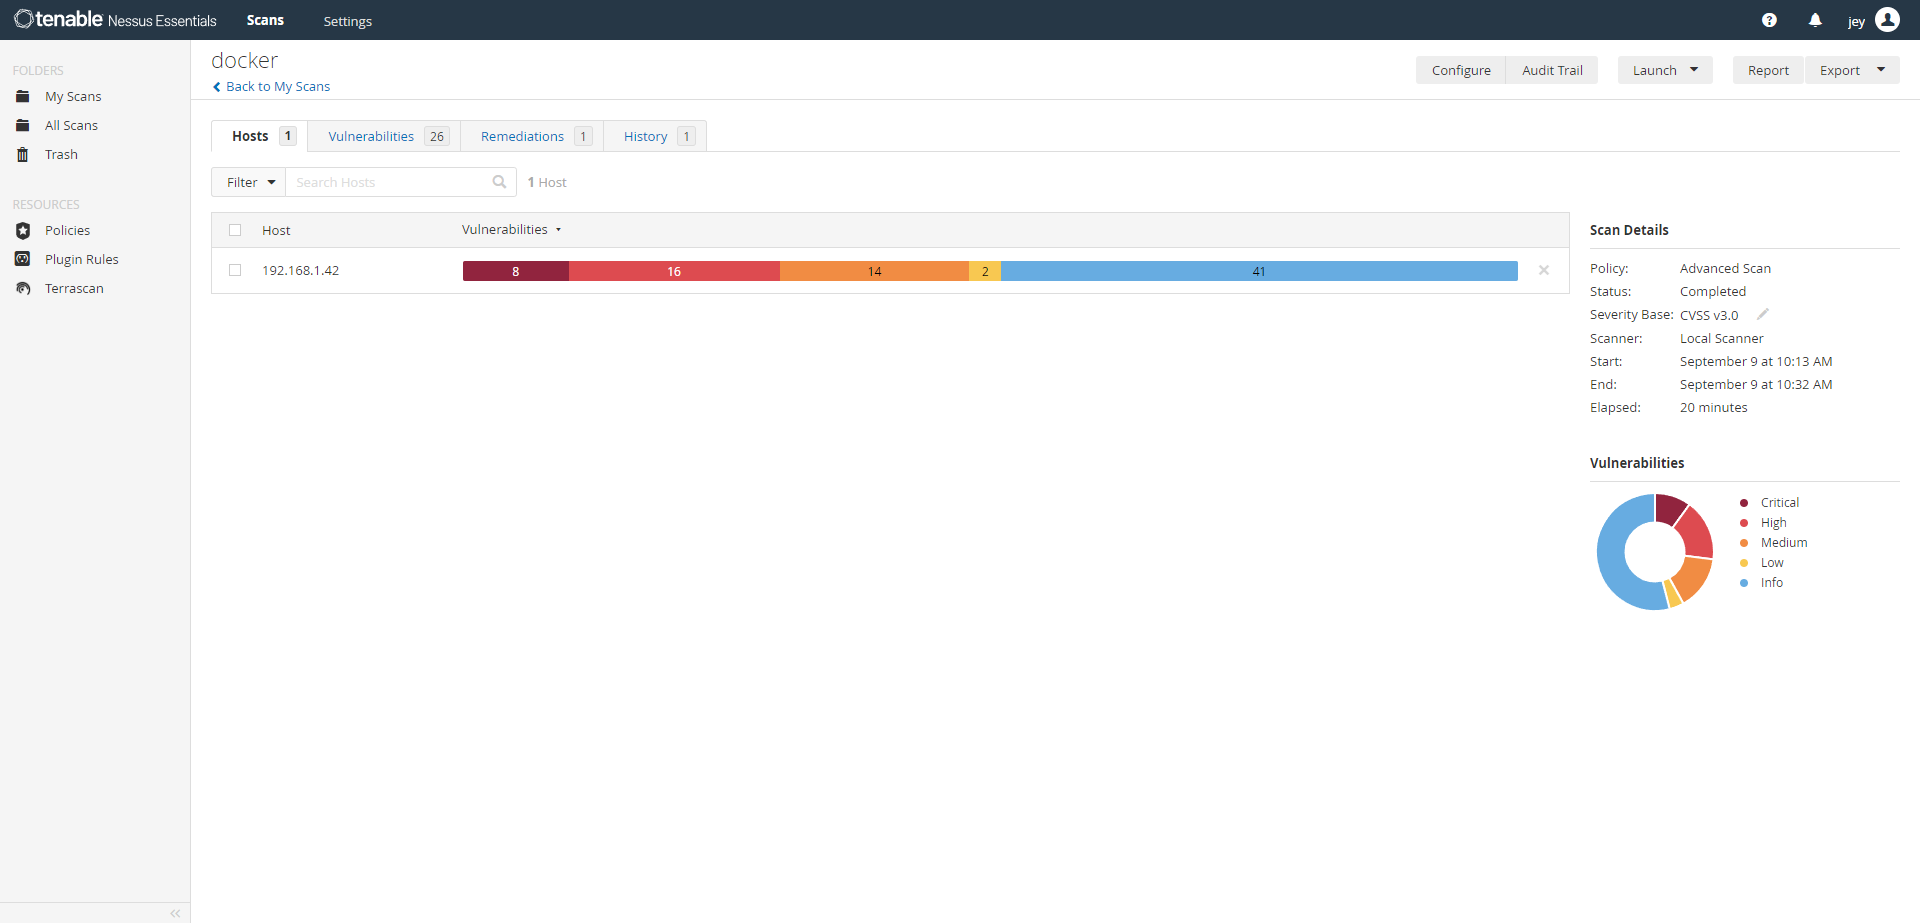 tenable Nessus Essentials Scans Settings jey
FOLDERS
My Scans
All Scans
Trash
RESOURCES
Policies
Plugin Rules
Terrascan
docker
Back to My Scans
Configure Audit Trail Launch Report Export
Hosts 1 Vulnerabilities 26 Remediations 1 History 1
Filter Search Hosts 1 Host
Host Vulnerabilities
192.168.1.42 8 16 14 2 41
Scan Details
Policy: Advanced Scan
Status: Completed
Severity Base: CVSS v3.0
Scanner: Local Scanner
Start: September 9 at 10:13 AM
End: September 9 at 10:32 AM
Elapsed: 20 minutes
Vulnerabilities
Critical
High
Medium
Low
Info